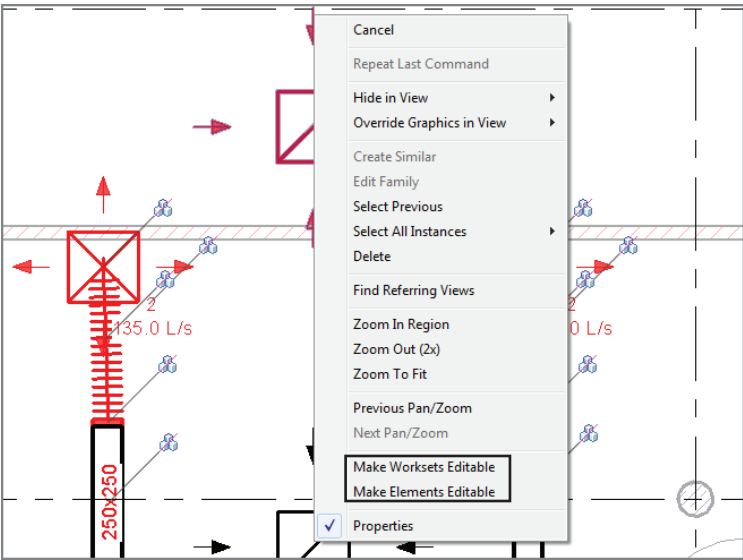 Cancel
Repeat Last Command
Hide in View
Override Graphics in View
Create Similar
Edit Family
Select Previous
Select All Instances
Delete
Find Referring Views
Zoom In Region
Zoom Out (2x)
Zoom To Fit
Previous Pan/Zoom
Next Pan/Zoom
Make Worksets Editable
Make Elements Editable
Properties
2
135.0 L/s
250x250
2
0 L/s